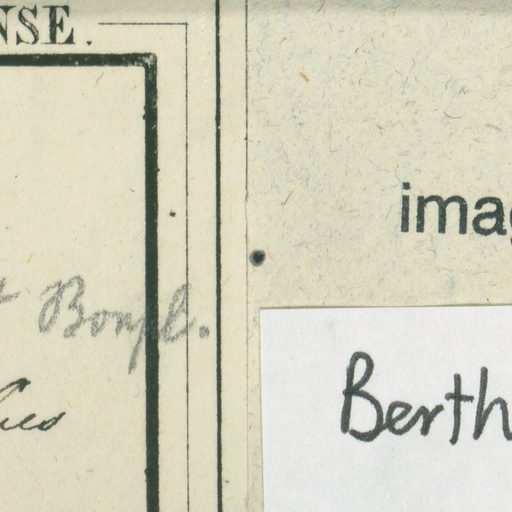 NSE.
imag
Bonpl.
Berth